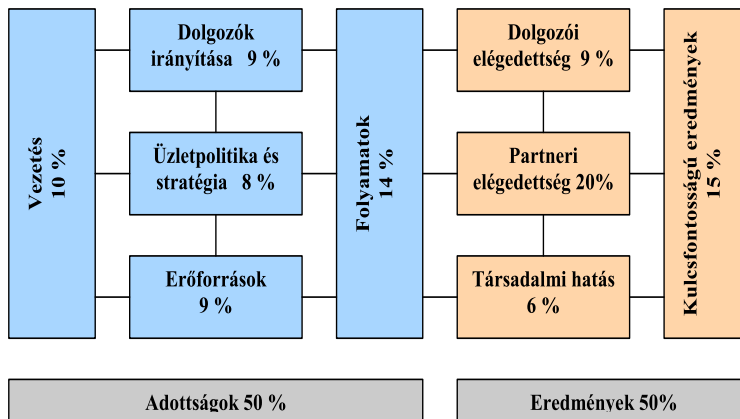 Vezetés
10 %
Dolgozók
irányítása 9 %
Üzletpolitika és
stratégia 8 %
Erőforrások
9 %
Folyamatok
14 %
Dolgozói
elégedettség 9 %
Partneri
elégedettség 20%
Társadalmi hatás
6 %
Kulcsfontosságú eredmények
15 %
Adottságok 50 %
Eredmények 50%